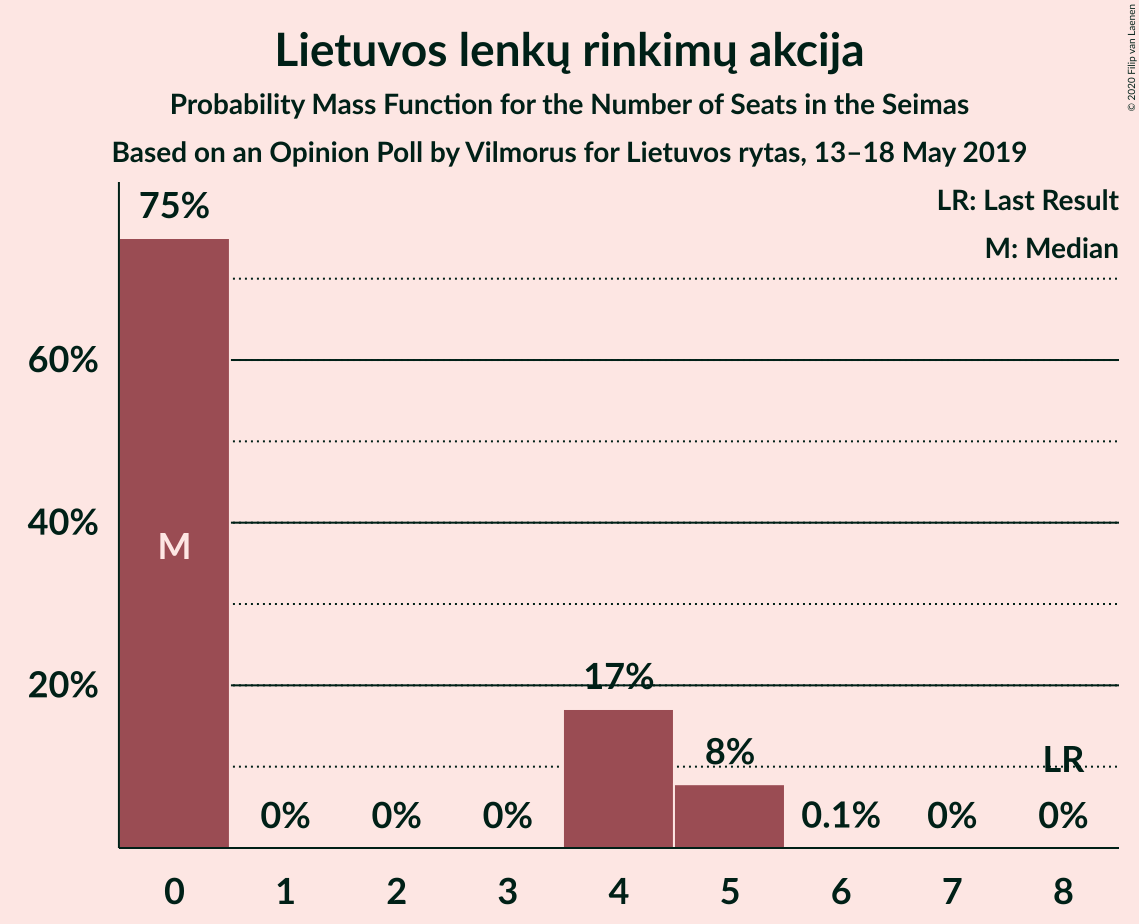 Lietuvos lenkų rinkimų akcija
Probability Mass Function for the Number of Seats in the Seimas
Based on an Opinion Poll by Vilmorus for Lietuvos rytas, 13–18 May 2019
© 2020 Filip van Laenen
LR: Last Result
M: Median
75%
60%
40%
20%
M
0%
0%
0%
17%
8%
0.1%
0%
LR
0%
0 1 2 3 4 5 6 7 8